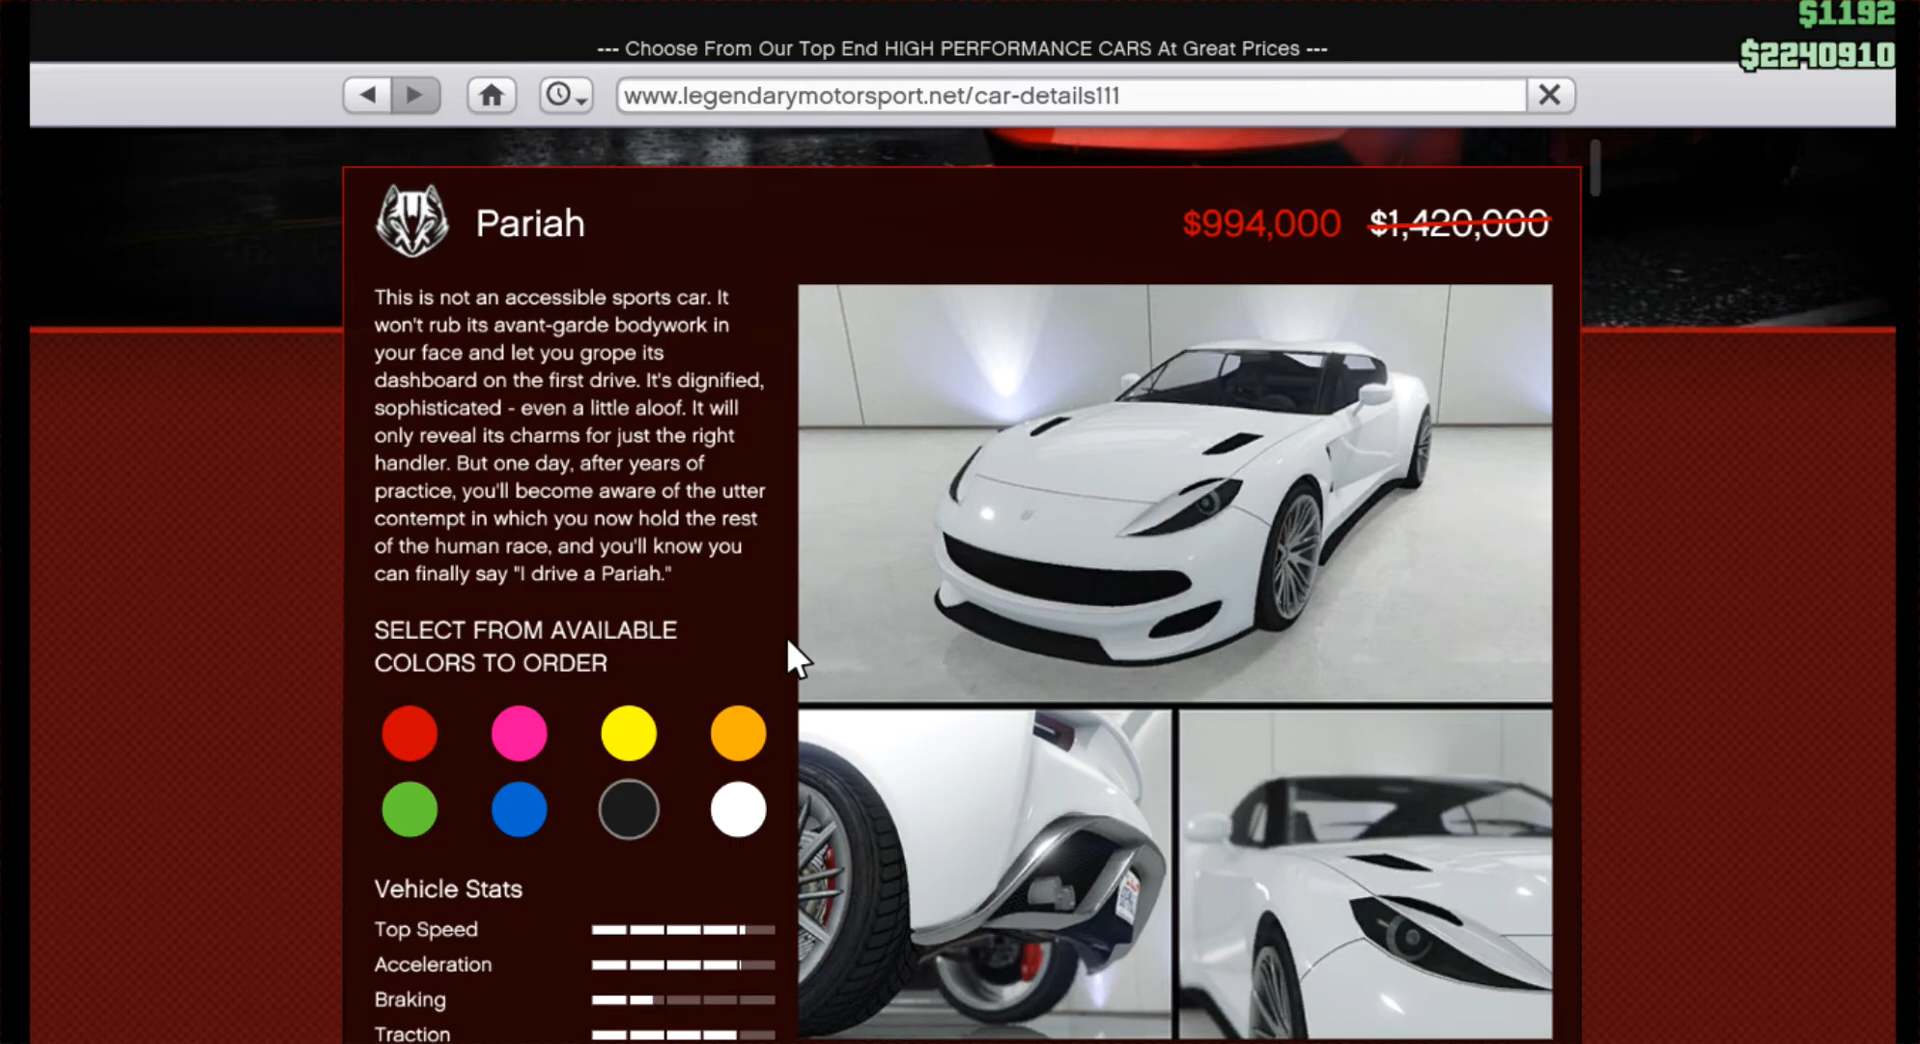 $1192
--- Choose From Our Top End HIGH PERFORMANCE CARS At Great Prices ---
$2240910
www.legendarymotorsport.net/car-details111
Pariah
$994,000 $1,420,000
This is not an accessible sports car. It
won't rub its avant-garde bodywork in
your face and let you grope its
dashboard on the first drive. It's dignified,
sophisticated - even a little aloof. It will
only reveal its charms for just the right
handler. But one day, after years of
practice, you'll become aware of the utter
contempt in which you now hold the rest
of the human race, and you'll know you
can finally say "I drive a Pariah."
SELECT FROM AVAILABLE
COLORS TO ORDER
Vehicle Stats
Top Speed
Acceleration
Braking
Traction